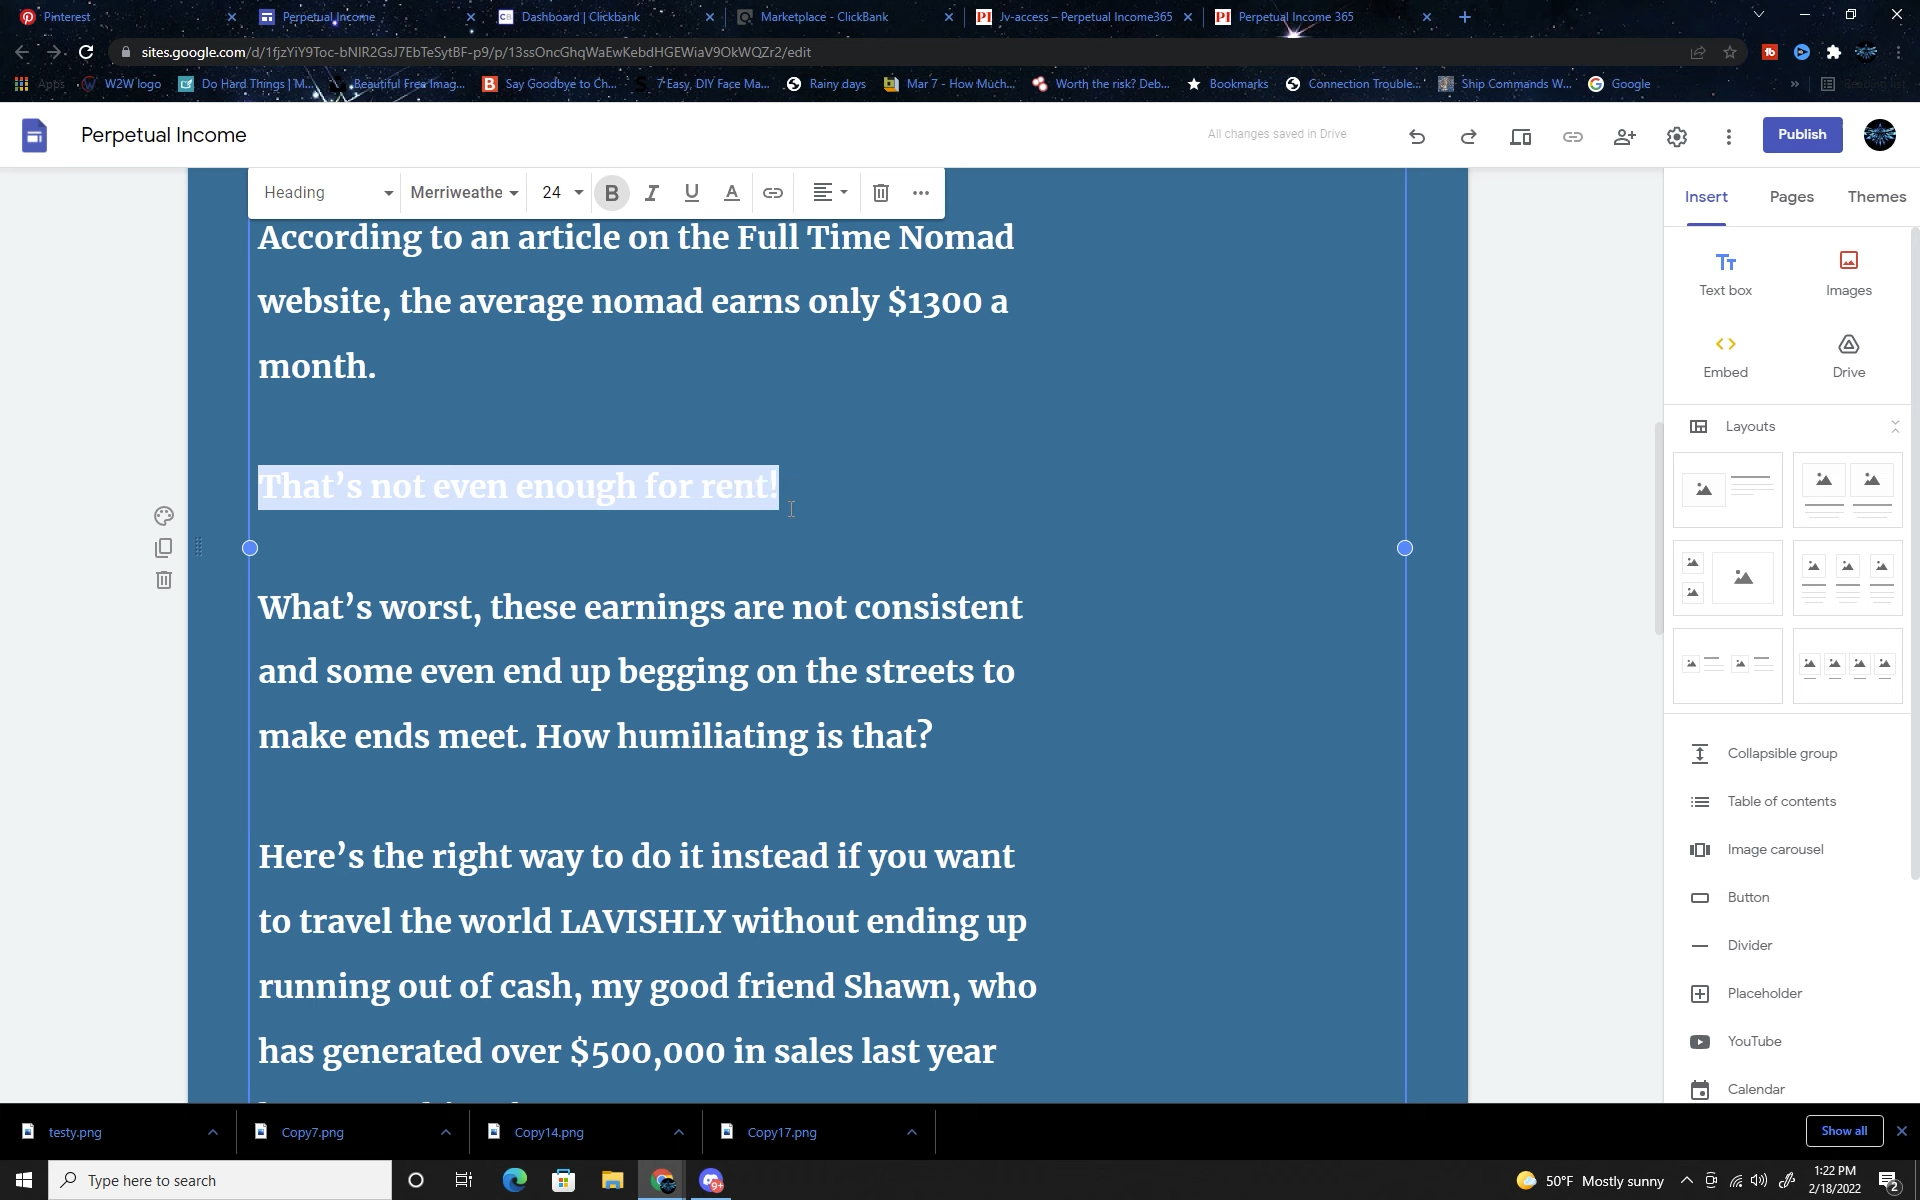 Pinterest
Perpetual Income
Dashboard | Clickbank
Marketplace - ClickBank
Jv-access – Perpetual Income365
Perpetual Income 365
sites.google.com/d/1fjzYiY9Toc-bNlR2GsJ7EbTeSytBF-p9/p/13ssOncGhqWaEwKebdHGEWiaV9OkWQZr2/edit
Apps
W2W logo
Do Hard Things | M...
Beautiful Free Imag...
Say Goodbye to Ch...
7 Easy, DIY Face Ma...
Rainy days
Mar 7 - How Much...
Worth the risk? Deb...
Bookmarks
Connection Trouble...
Ship Commands W...
Google
Perpetual Income
All changes saved in Drive
Publish
Heading
Merriweathe
24
B
I
U
A
Insert
Pages
Themes
According to an article on the Full Time Nomad
website, the average nomad earns only $1300 a
month.
That’s not even enough for rent!
What’s worst, these earnings are not consistent
and some even end up begging on the streets to
make ends meet. How humiliating is that?
Here’s the right way to do it instead if you want
to travel the world LAVISHLY without ending up
running out of cash, my good friend Shawn, who
has generated over $500,000 in sales last year
Text box
Images
Embed
Drive
Layouts
Collapsible group
Table of contents
Image carousel
Button
Divider
Placeholder
YouTube
Calendar
testy.png
Copy7.png
Copy14.png
Copy17.png
Show all
Type here to search
9+
50°F Mostly sunny
1:22 PM
2/18/2022
2